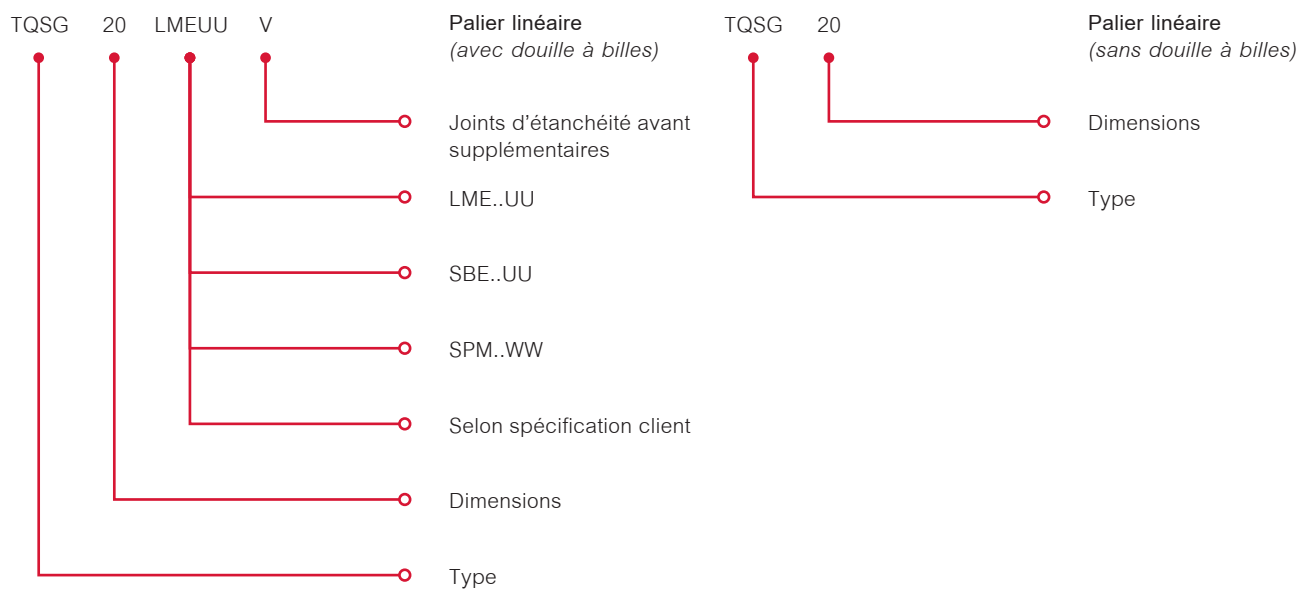 TQSG 20 LMEUU V
Palier linéaire
(avec douille à billes)
Joints d'étanchéité avant
supplémentaires
LME..UU
SBE..UU
SPM..WW
Selon spécification client
Dimensions
Type
TQSG 20
Palier linéaire
(sans douille à billes)
Dimensions
Type